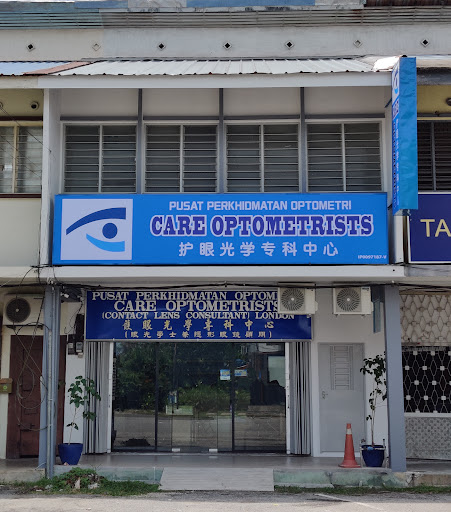 PUSAT PERKHIDMATAN OPTOMETRI
CARE OPTOMETRISTS
护眼光学专科中心
TA
PUSAT PERKHIDMATAN OPTOM
CARE OPTOMETRISTS
(CONTACT LENS CONSULTANT) LONDON
護眼光學專科中心